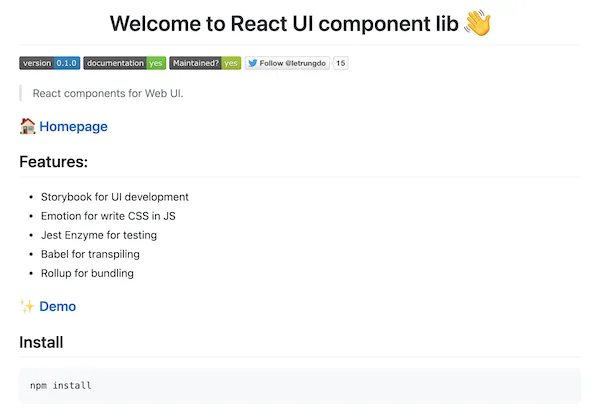 Welcome to React UI component lib 👋
version 0.1.0 documentation yes Maintained? yes Follow @letrungdo 15
React components for Web UI.
🏠 Homepage
Features:
• Storybook for UI development
• Emotion for write CSS in JS
• Jest Enzyme for testing
• Babel for transpiling
• Rollup for bundling
✨ Demo
Install
npm install